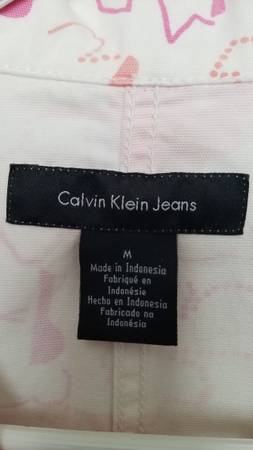 Calvin Klein Jeans
M
Made in Indonesia
Fabriqué en
Indonésie
Hecho en Indonesia
Fabricado na
Indonésia